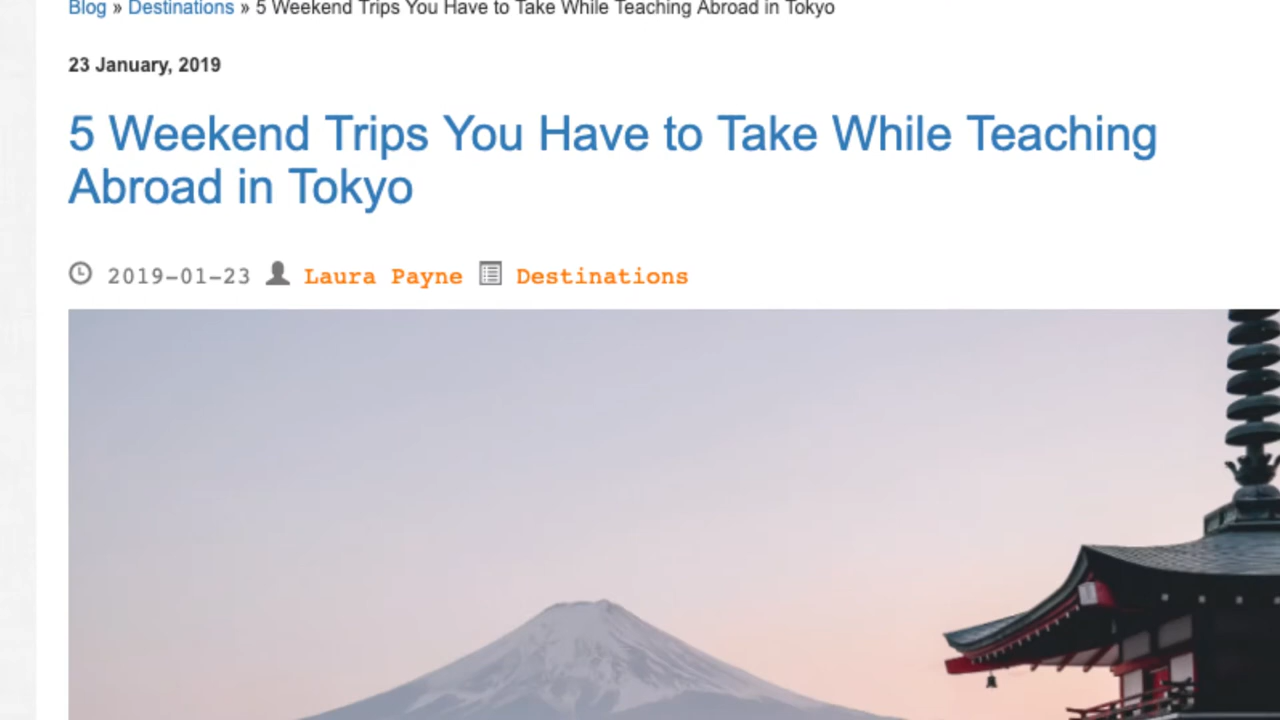 Blog » Destinations » 5 Weekend Trips You Have to Take While Teaching Abroad in Tokyo
23 January, 2019
5 Weekend Trips You Have to Take While Teaching
Abroad in Tokyo
2019-01-23 Laura Payne Destinations